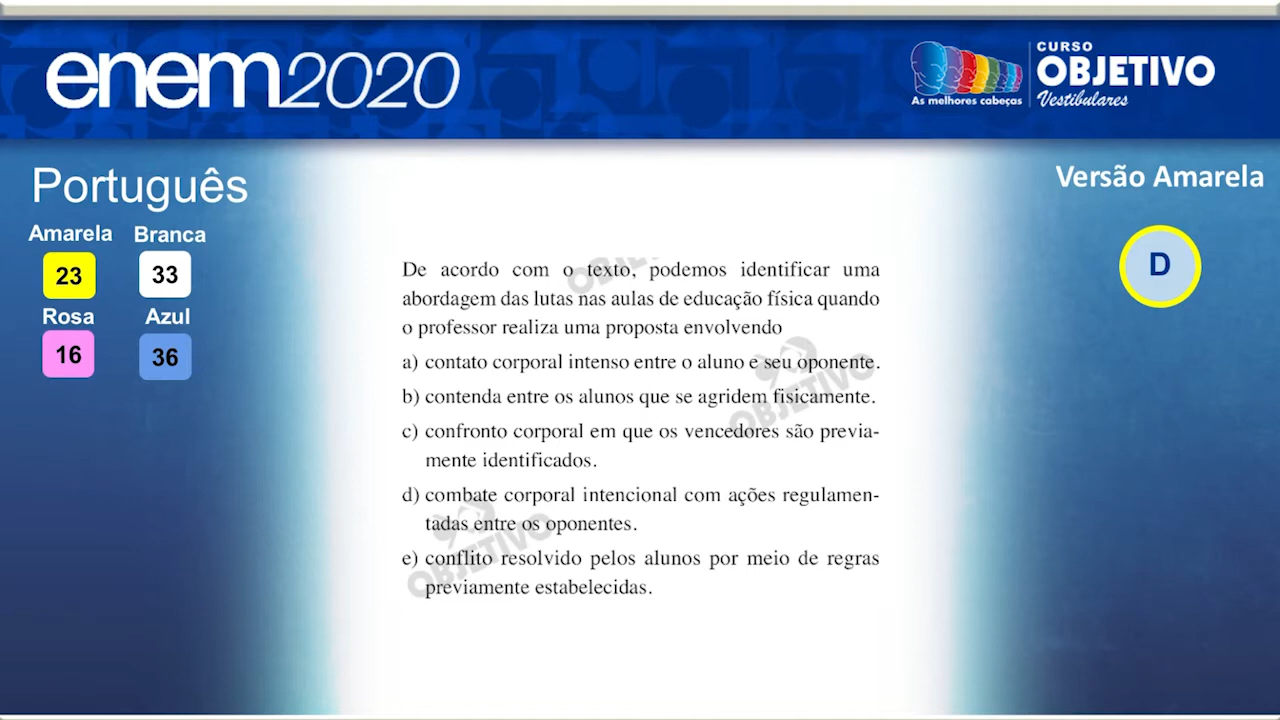 enem2020
CURSO
OBJETIVO
As melhores cabeças
Vestibulares
Português
Versão Amarela
Amarela Branca
23 33
Rosa Azul
16 36
D
De acordo com o texto, podemos identificar uma
abordagem das lutas nas aulas de educação física quando
o professor realiza uma proposta envolvendo
a) contato corporal intenso entre o aluno e seu oponente.
b) contenda entre os alunos que se agridem fisicamente.
c) confronto corporal em que os vencedores são previa-
mente identificados.
d) combate corporal intencional com ações regulamen-
tadas entre os oponentes.
e) conflito resolvido pelos alunos por meio de regras
previamente estabelecidas.
OBJETIVO
OBJETIVO